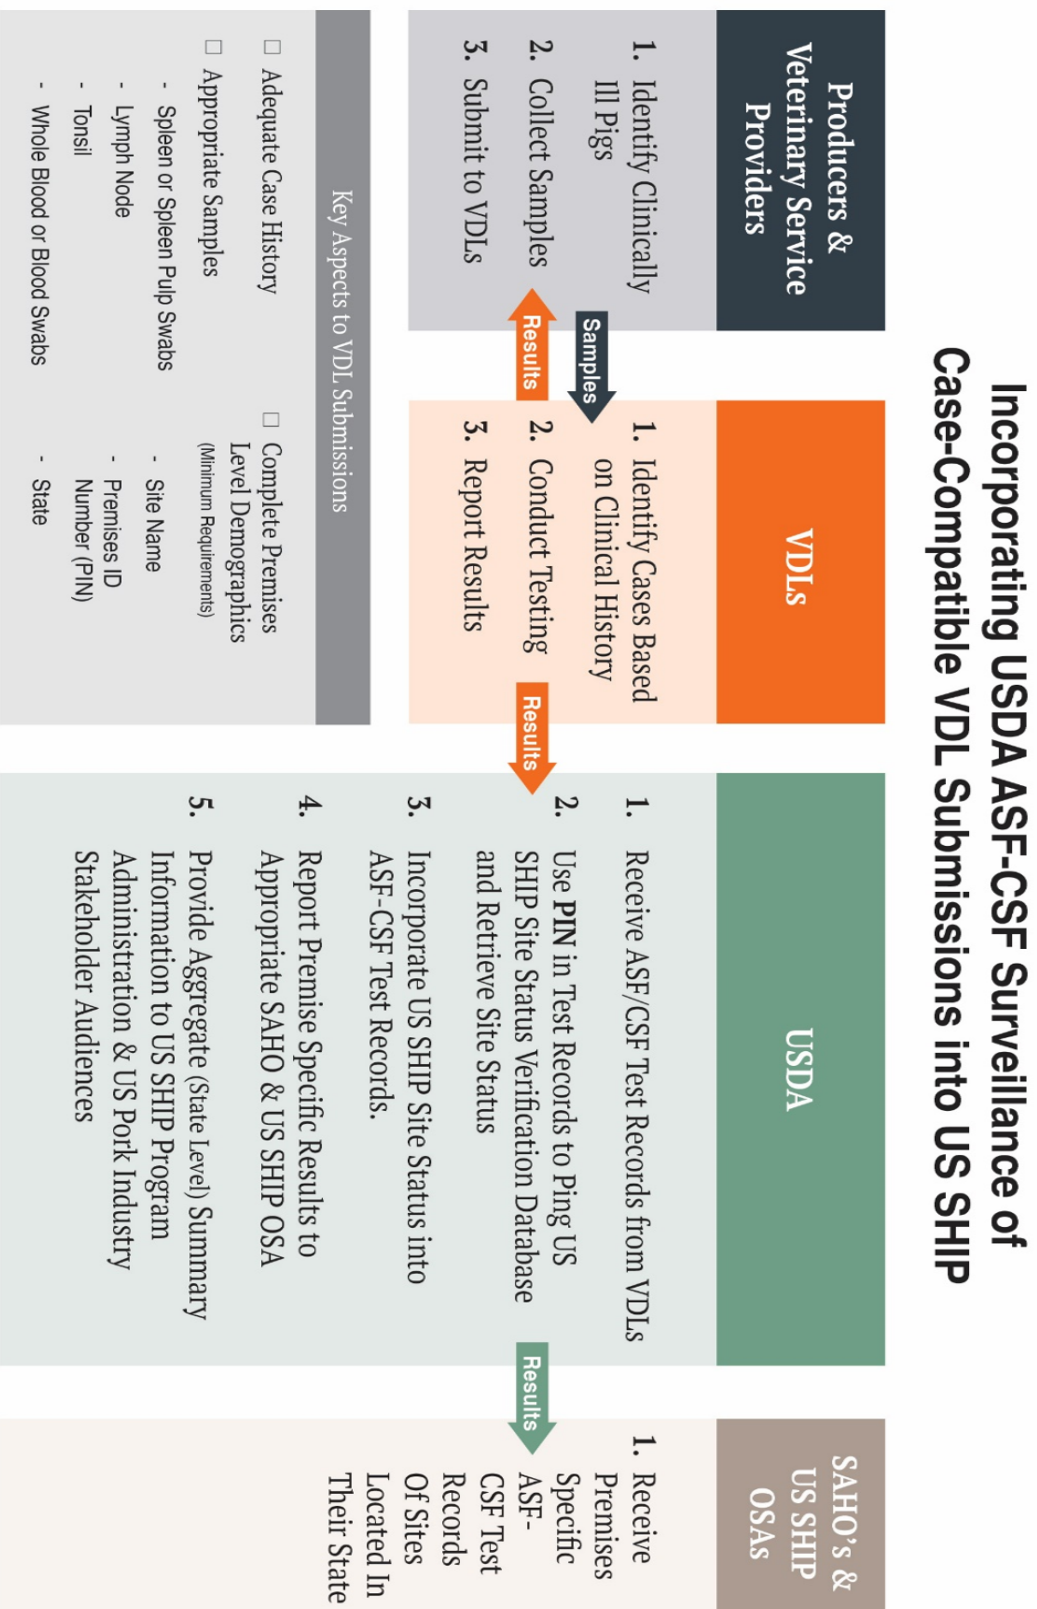 Incorporating USDA ASF-CSF Surveillance of
Case-Compatible VDL Submissions into US SHIP
Producers &
Veterinary Service
Providers
1. Identify Clinically
Ill Pigs
2. Collect Samples
3. Submit to VDLs
Samples
Results
VDLs
1. Identify Cases Based
on Clinical History
2. Conduct Testing
3. Report Results
Results
USDA
1. Receive ASF/CSF Test Records from VDLs
2. Use PIN in Test Records to Ping US
SHIP Site Status Verification Database
and Retrieve Site Status
3. Incorporate US SHIP Site Status into
ASF-CSF Test Records.
4. Report Premise Specific Results to
Appropriate SAHO & US SHIP OSA
5. Provide Aggregate (State Level) Summary
Information to US SHIP Program
Administration & US Pork Industry
Stakeholder Audiences
Results
SAHO's &
US SHIP
OSAs
1. Receive
Premises
Specific
ASF-
CSF Test
Records
Of Sites
Located In
Their State
Key Aspects to VDL Submissions
☐ Adequate Case History
☐ Appropriate Samples
- Spleen or Spleen Pulp Swabs
- Lymph Node
- Tonsil
- Whole Blood or Blood Swabs
☐ Complete Premises
Level Demographics
(Minimum Requirements)
- Site Name
- Premises ID
Number (PIN)
- State